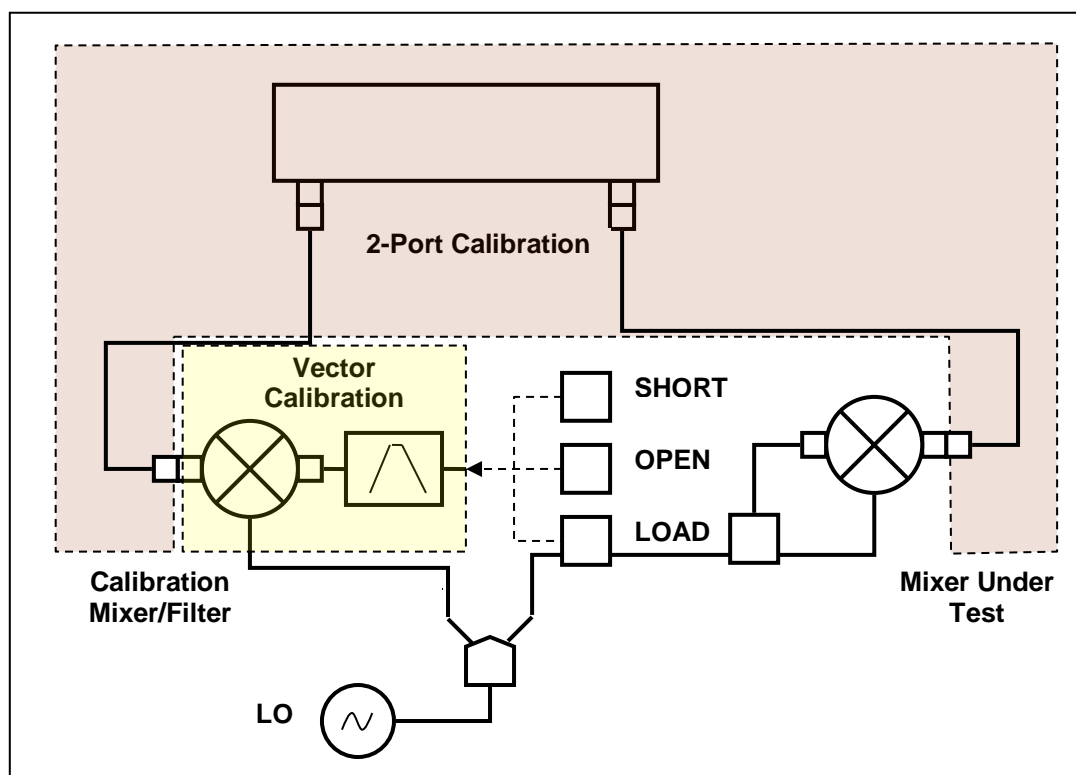 2-Port Calibration
Vector
Calibration
SHORT
OPEN
LOAD
Calibration
Mixer/Filter
Mixer Under
Test
LO